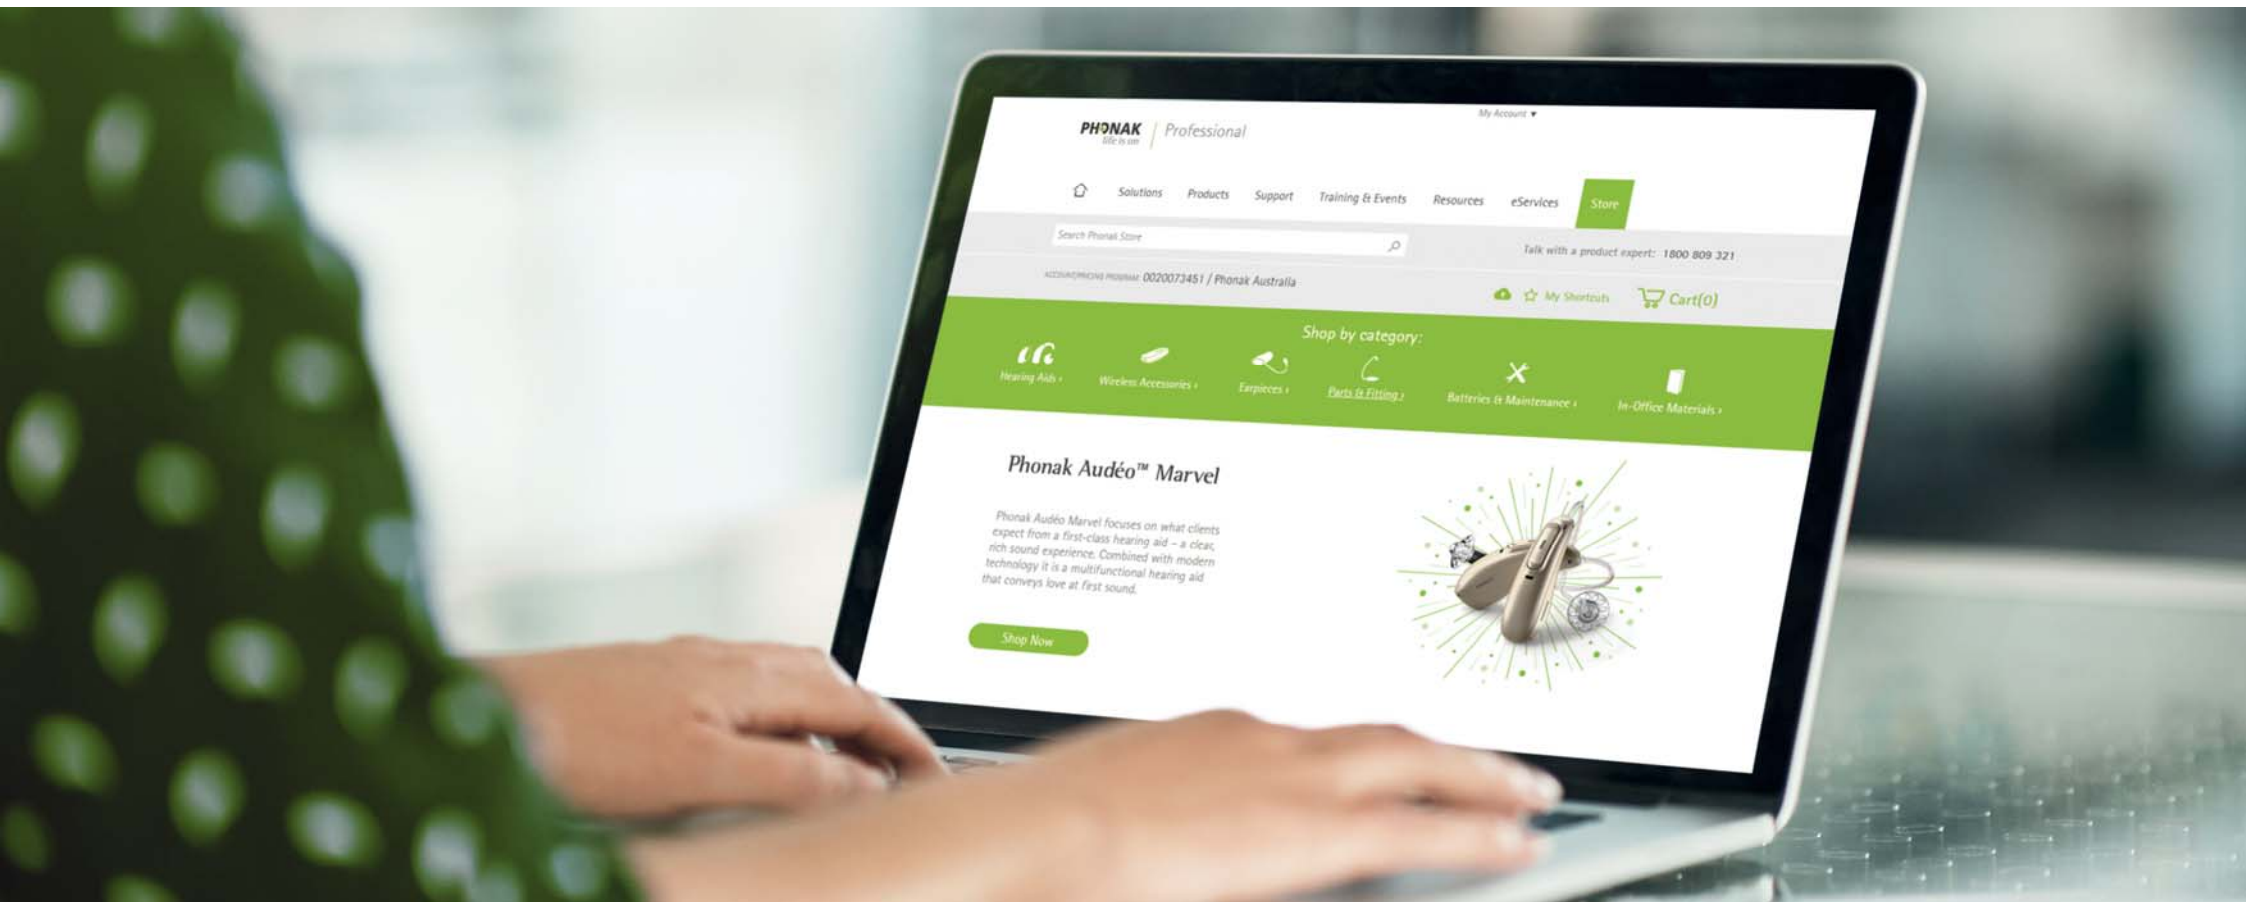 My Account
PHONAK
life is on
Professional
Solutions Products Support Training & Events Resources eServices Store
Search Phonak Store
Talk with a product expert: 1800 809 321
ACCOUNT/PRICING PROGRAM: 0020073451 / Phonak Australia
My Shortcuts Cart(0)
Shop by category:
Hearing Aids › Wireless Accessories › Earpieces › Parts & Fitting › Batteries & Maintenance › In-Office Materials ›
Phonak Audéo™ Marvel
Phonak Audéo Marvel focuses on what clients
expect from a first-class hearing aid – a clear,
rich sound experience. Combined with modern
technology it is a multifunctional hearing aid
that conveys love at first sound.
Shop Now